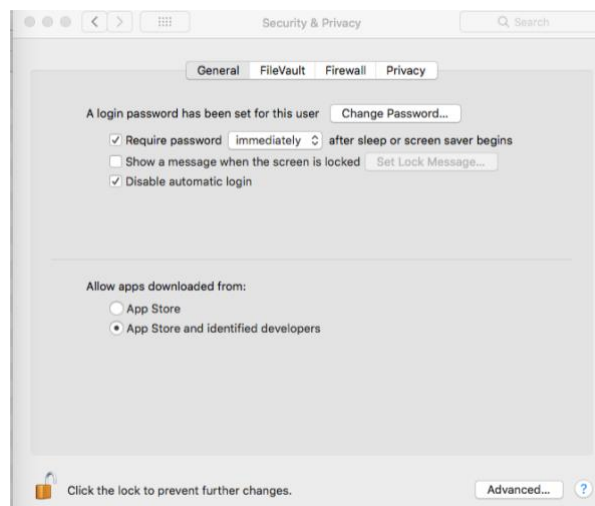 Security & Privacy
Search
General FileVault Firewall Privacy
A login password has been set for this user Change Password...
Require password immediately after sleep or screen saver begins
Show a message when the screen is locked Set Lock Message...
Disable automatic login
Allow apps downloaded from:
App Store
App Store and identified developers
Click the lock to prevent further changes.
Advanced... ?